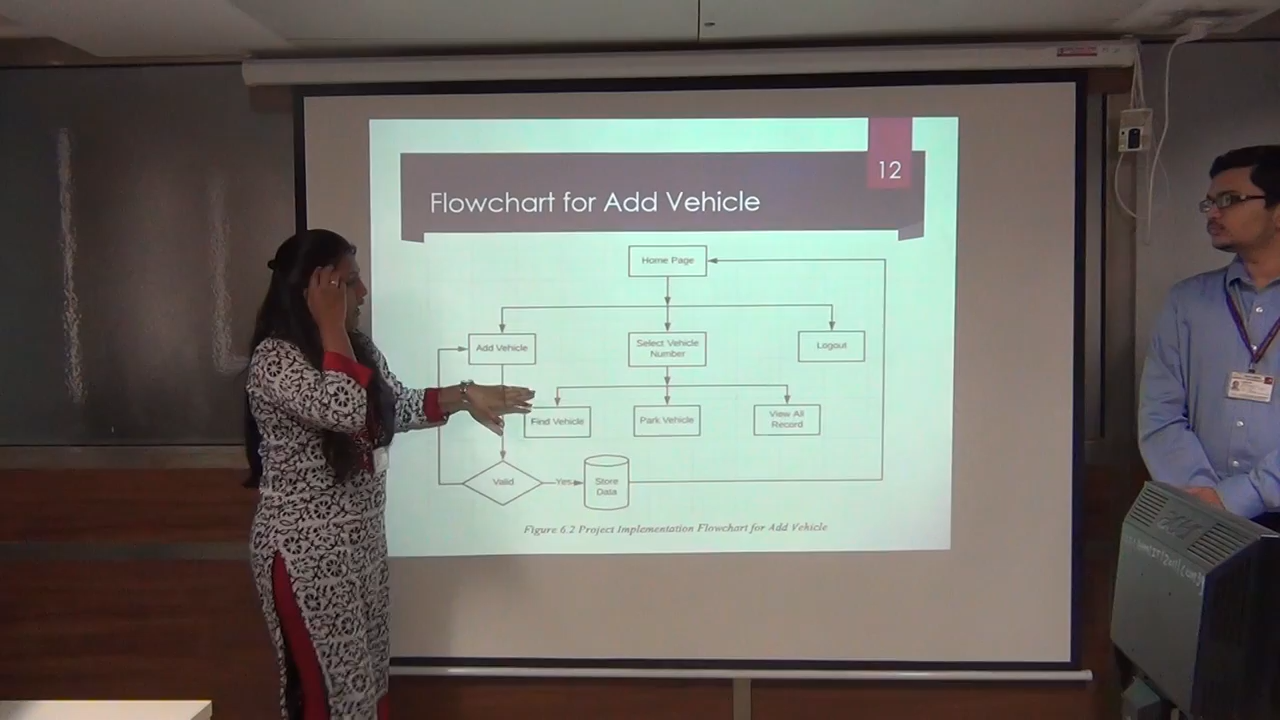 12
Flowchart for Add Vehicle
Home Page
Add Vehicle
Select Vehicle
Number
Logout
Find Vehicle
Park Vehicle
View All
Record
Valid
Yes
Store
Data
Figure 6.2 Project Implementation Flowchart for Add Vehicle